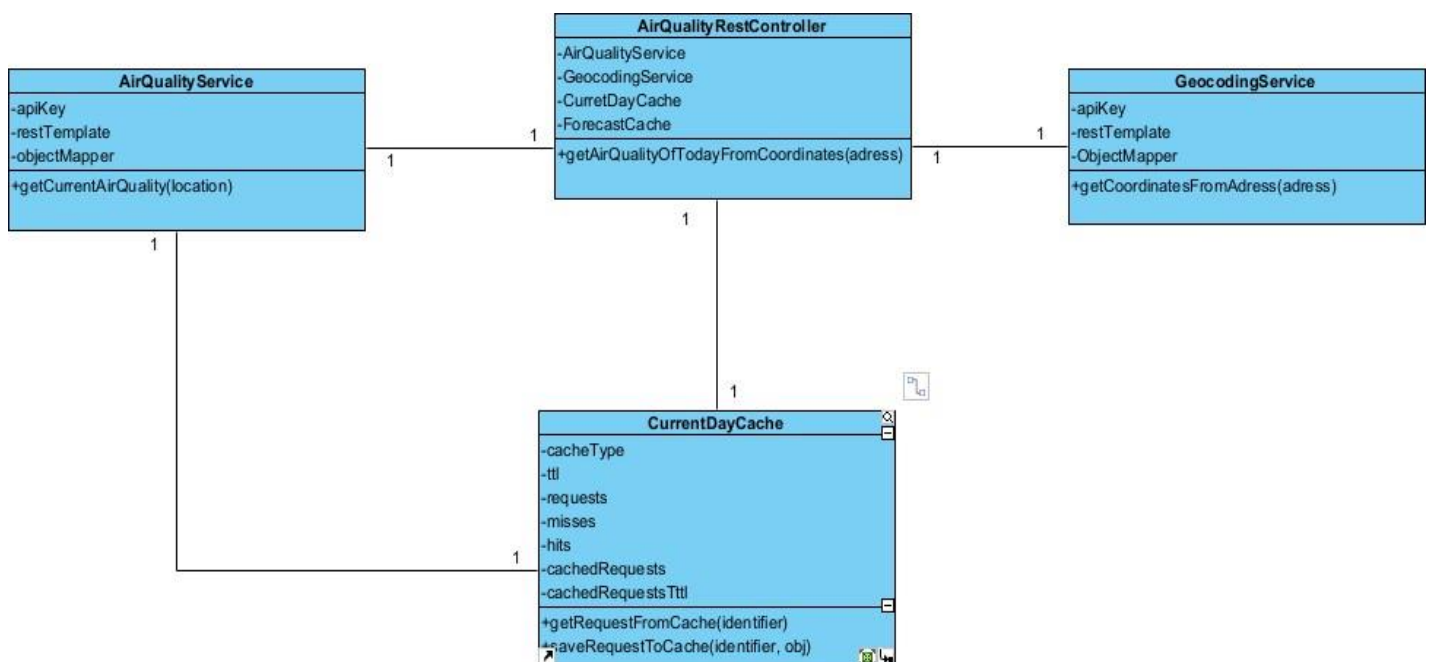 AirQualityRestController
-AirQualityService
-GeocodingService
-CurretDayCache
-ForecastCache
+getAirQualityOfTodayFromCoordinates(adress)
AirQualityService
-apiKey
-restTemplate
-objectMapper
+getCurrentAirQuality(location)
GeocodingService
-apiKey
-restTemplate
-ObjectMapper
+getCoordinatesFromAdress(adress)
1
1
1
1
1
1
1
1
CurrentDayCache
-cacheType
-ttl
-requests
-misses
-hits
-cachedRequests
-cachedRequestsTttl
+getRequestFromCache(identifier)
+saveRequestToCache(identifier, obj)